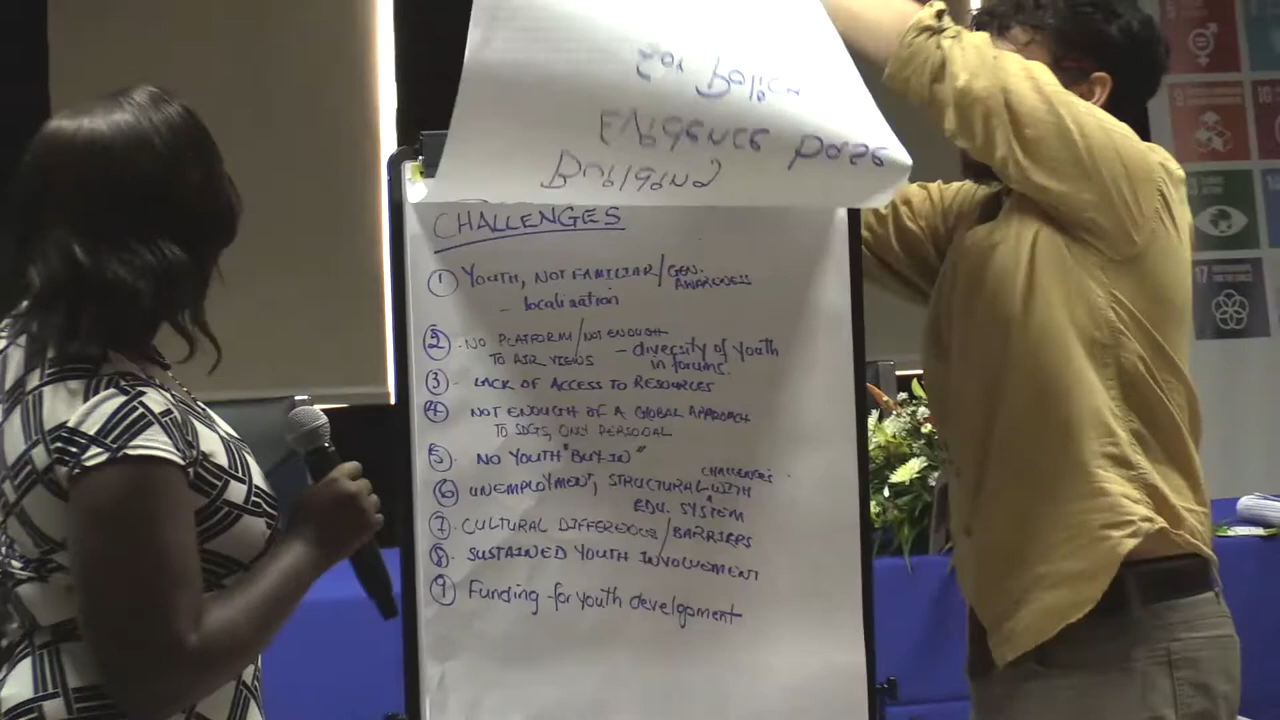 CHALLENGES
① YOUTH, NOT FAMILIAR/GEN. AWARENESS
- localization
② - NO PLATFORM/NOT ENOUGH
TO AIR VIEWS - diversity of Youth
in forums.
③ - LACK OF ACCESS TO RESOURCES
④ NOT ENOUGH OF A GLOBAL APPROACH
TO SDGS, ONLY PERSONAL
⑤ - NO YOUTH "BUY IN"
⑥ UNEMPLOYMENT, STRUCTURAL CHALLENGES WITH
EDU. SYSTEM
⑦ - CULTURAL DIFFERENCES/BARRIERS
⑧ - SUSTAINED YOUTH INVOLVEMENT
⑨ Funding for youth development
17